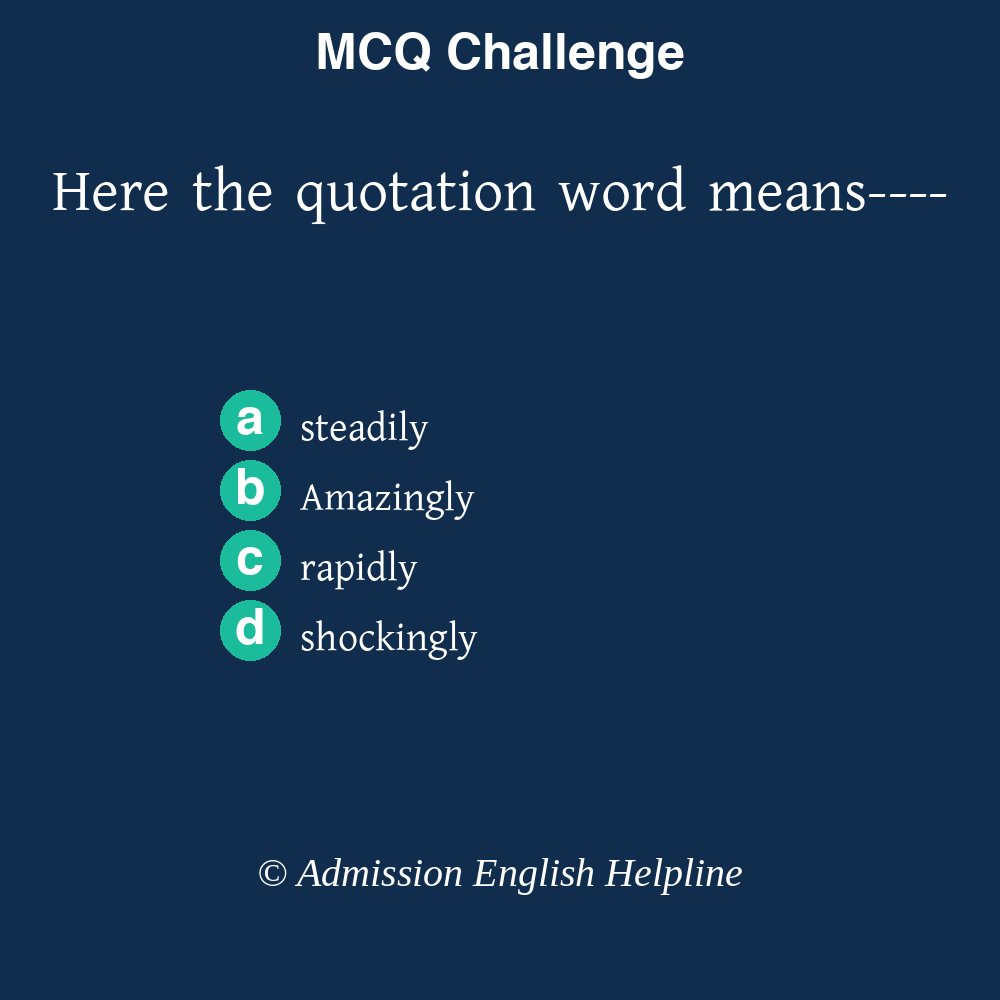 MCQ Challenge
Here the quotation word means----
a steadily
b Amazingly
c rapidly
d shockingly
© Admission English Helpline